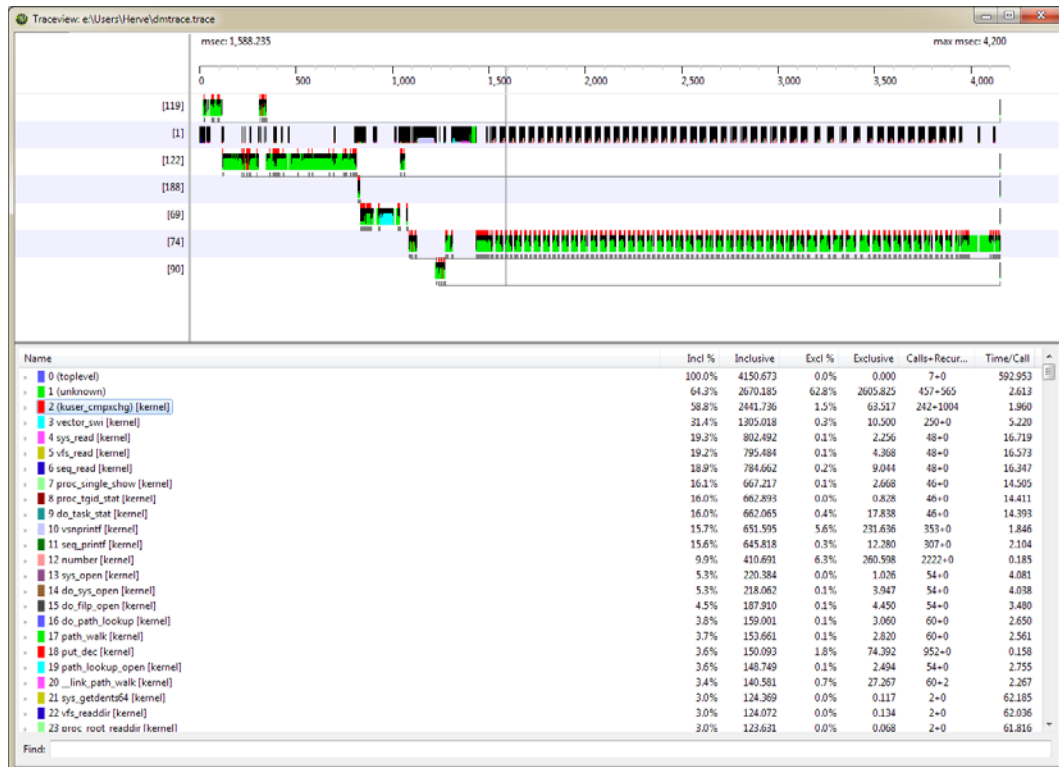 Traceview: e:\Users\Herve\dmtrace.trace
msec: 1,588.235 max msec: 4,200
0 500 1,000 1,500 2,000 2,500 3,000 3,500 4,000
[119]
[1]
[122]
[188]
[69]
[74]
[90]
Name Incl % Inclusive Excl % Exclusive Calls+Recur... Time/Call
0 (toplevel) 100.0% 4150.673 0.0% 0.000 7+0 592.953
1 (unknown) 64.3% 2670.185 62.8% 2605.825 457+565 2.613
2 (kuser_cmpxchg) [kernel] 58.8% 2441.736 1.5% 63.517 242+1004 1.960
3 vector_swi [kernel] 31.4% 1305.018 0.3% 10.500 250+0 5.220
4 sys_read [kernel] 19.3% 802.492 0.1% 2.256 48+0 16.719
5 vfs_read [kernel] 19.2% 795.484 0.1% 4.368 48+0 16.573
6 seq_read [kernel] 18.9% 784.662 0.2% 9.044 48+0 16.347
7 proc_single_show [kernel] 16.1% 667.217 0.1% 2.668 46+0 14.505
8 proc_tgid_stat [kernel] 16.0% 662.893 0.0% 0.828 46+0 14.411
9 do_task_stat [kernel] 16.0% 662.065 0.4% 17.838 46+0 14.393
10 vsnprintf [kernel] 15.7% 651.595 5.6% 231.636 353+0 1.846
11 seq_printf [kernel] 15.6% 645.818 0.3% 12.280 307+0 2.104
12 number [kernel] 9.9% 410.691 6.3% 260.598 2222+0 0.185
13 sys_open [kernel] 5.3% 220.384 0.0% 1.026 54+0 4.081
14 do_sys_open [kernel] 5.3% 218.062 0.1% 3.947 54+0 4.038
15 do_filp_open [kernel] 4.5% 187.910 0.1% 4.450 54+0 3.480
16 do_path_lookup [kernel] 3.8% 159.001 0.1% 3.060 60+0 2.650
17 path_walk [kernel] 3.7% 153.661 0.1% 2.820 60+0 2.561
18 put_dec [kernel] 3.6% 150.093 1.8% 74.392 952+0 0.158
19 path_lookup_open [kernel] 3.6% 148.749 0.1% 2.494 54+0 2.755
20 __link_path_walk [kernel] 3.4% 140.581 0.7% 27.267 60+2 2.267
21 sys_getdents64 [kernel] 3.0% 124.369 0.0% 0.117 2+0 62.185
22 vfs_readdir [kernel] 3.0% 124.072 0.0% 0.134 2+0 62.036
23 proc_root_readdir [kernel] 3.0% 123.631 0.0% 0.068 2+0 61.816
Find: